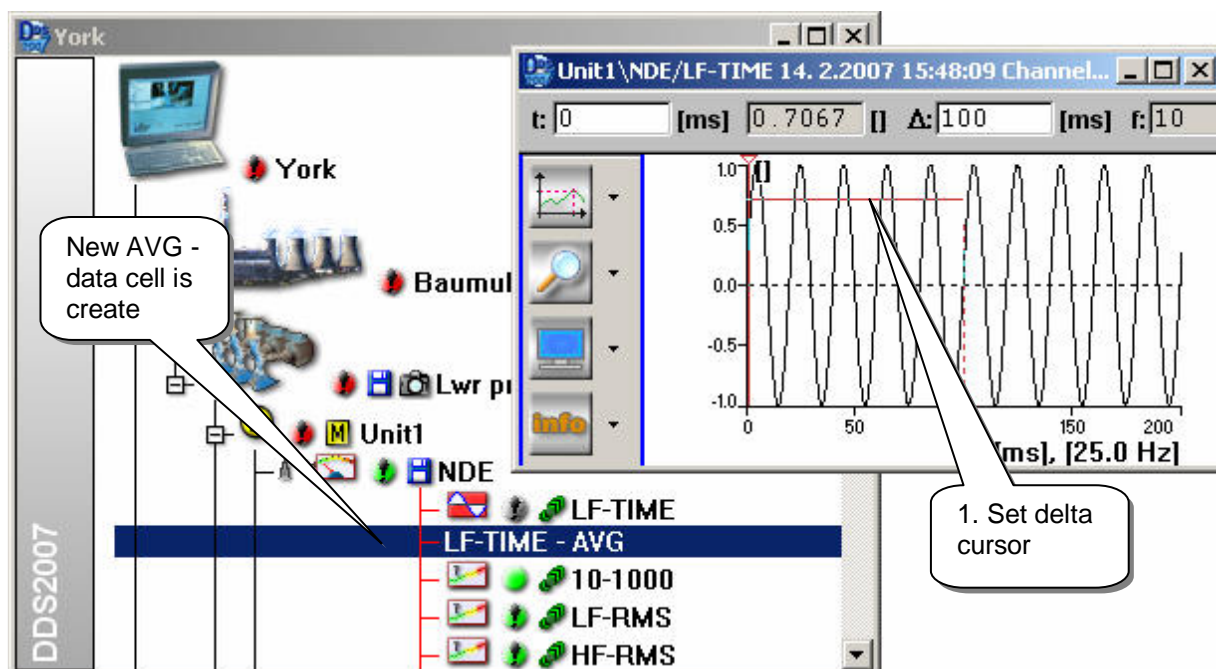 York
Unit1\NDE/LF-TIME 14. 2.2007 15:48:09 Channel...
t: 0 [ms] 0.7067 [] Δ: 100 [ms] f: 10
York
[]
1.0
0.5
0.0
-0.5
-1.0
0 50 150 200
[ms], [25.0 Hz]
info
New AVG -
data cell is
create
Baumul
Lwr pr
M Unit1
NDE
LF-TIME
LF-TIME - AVG
10-1000
LF-RMS
HF-RMS
1. Set delta
cursor
DDS2007